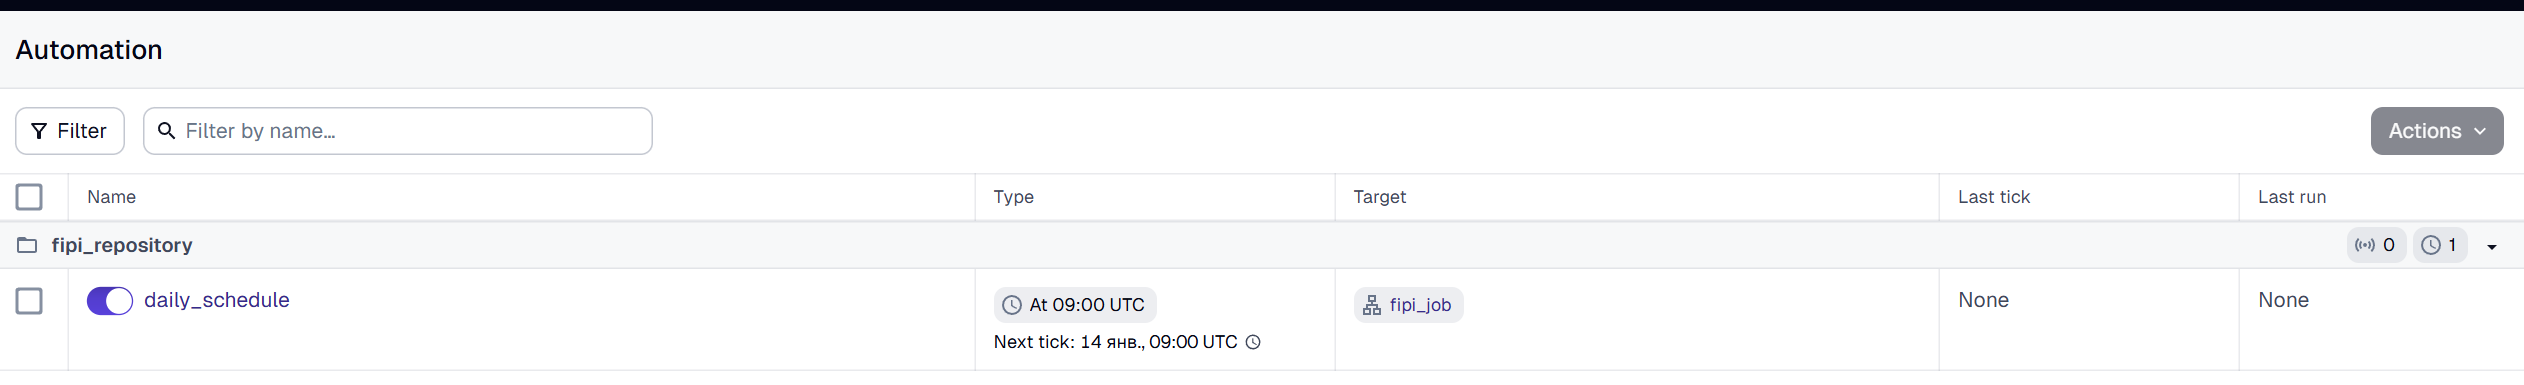 Automation
Filter
Filter by name...
Actions
Name Type Target Last tick Last run
fipi_repository 0 1
daily_schedule At 09:00 UTC fipi_job None None
Next tick: 14 янв., 09:00 UTC